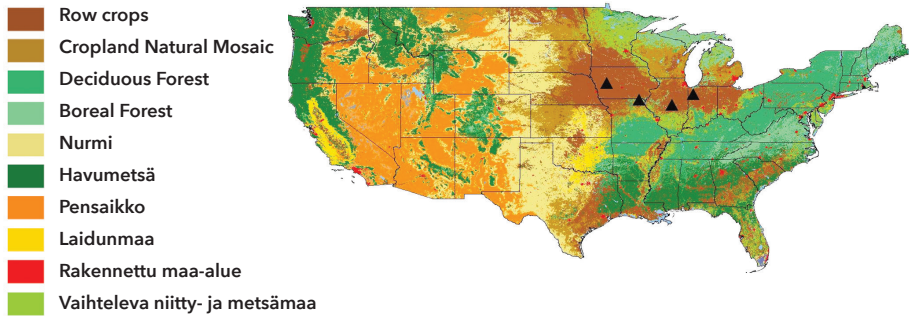 Row crops
Cropland Natural Mosaic
Deciduous Forest
Boreal Forest
Nurmi
Havumetsä
Pensaikko
Laidunmaa
Rakennettu maa-alue
Vaihteleva niitty- ja metsämaa